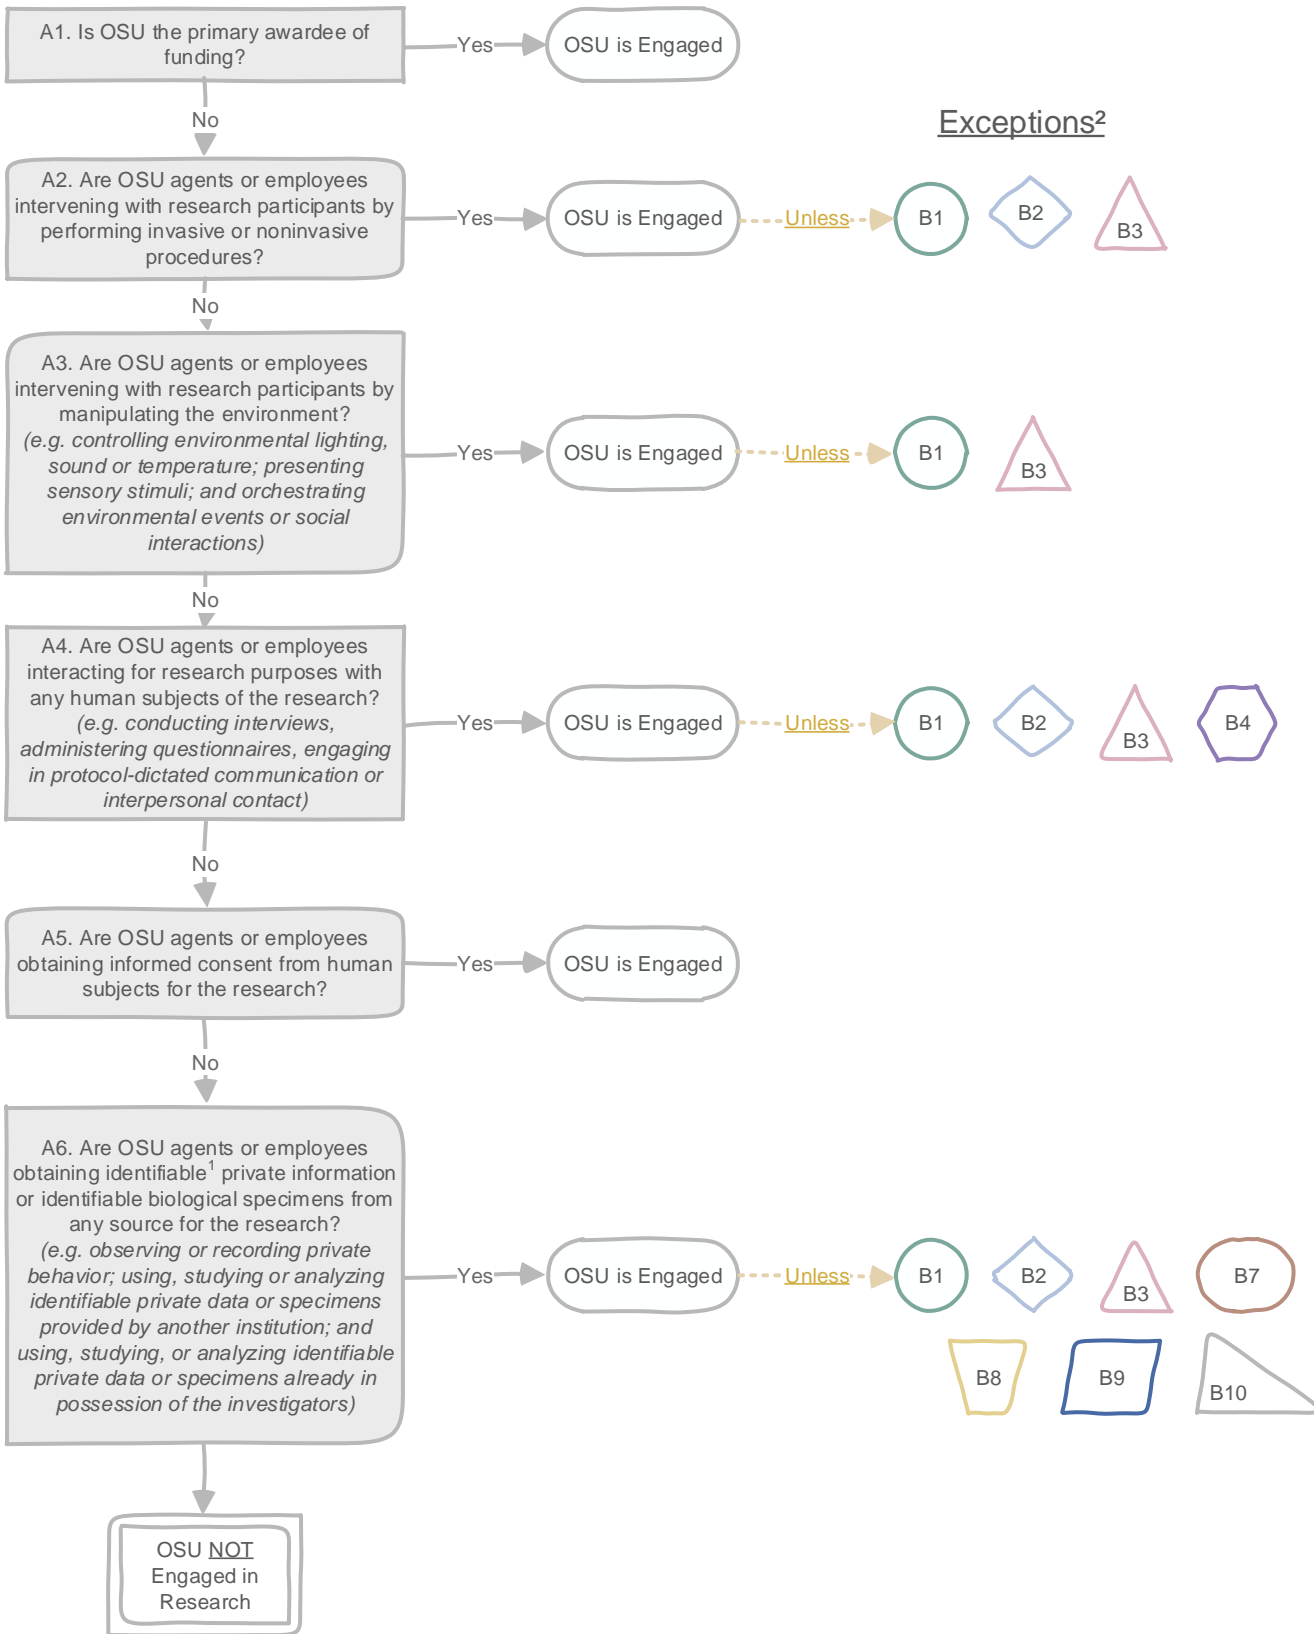 A1. Is OSU the primary awardee of
funding?
Yes
OSU is Engaged
No
Exceptions²
A2. Are OSU agents or employees
intervening with research participants by
performing invasive or noninvasive
procedures?
Yes
OSU is Engaged
Unless
B1
B2
B3
No
A3. Are OSU agents or employees
intervening with research participants by
manipulating the environment?
(e.g. controlling environmental lighting,
sound or temperature; presenting
sensory stimuli; and orchestrating
environmental events or social
interactions)
Yes
OSU is Engaged
Unless
B1
B3
No
A4. Are OSU agents or employees
interacting for research purposes with
any human subjects of the research?
(e.g. conducting interviews,
administering questionnaires, engaging
in protocol-dictated communication or
interpersonal contact)
Yes
OSU is Engaged
Unless
B1
B2
B3
B4
No
A5. Are OSU agents or employees
obtaining informed consent from human
subjects for the research?
Yes
OSU is Engaged
No
A6. Are OSU agents or employees
obtaining identifiable¹ private information
or identifiable biological specimens from
any source for the research?
(e.g. observing or recording private
behavior; using, studying or analyzing
identifiable private data or specimens
provided by another institution; and
using, studying, or analyzing identifiable
private data or specimens already in
possession of the investigators)
Yes
OSU is Engaged
Unless
B1
B2
B3
B7
B8
B9
B10
OSU NOT
Engaged in
Research